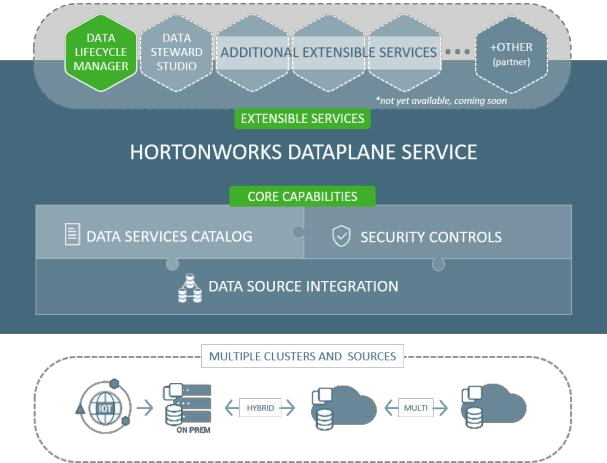 DATA
LIFECYCLE
MANAGER
DATA
STEWARD
STUDIO
ADDITIONAL EXTENSIBLE SERVICES
+OTHER
(partner)
*not yet available, coming soon
EXTENSIBLE SERVICES
HORTONWORKS DATAPLANE SERVICE
CORE CAPABILITIES
DATA SERVICES CATALOG
SECURITY CONTROLS
DATA SOURCE INTEGRATION
MULTIPLE CLUSTERS AND SOURCES
IOT
ON PREM
HYBRID
MULTI